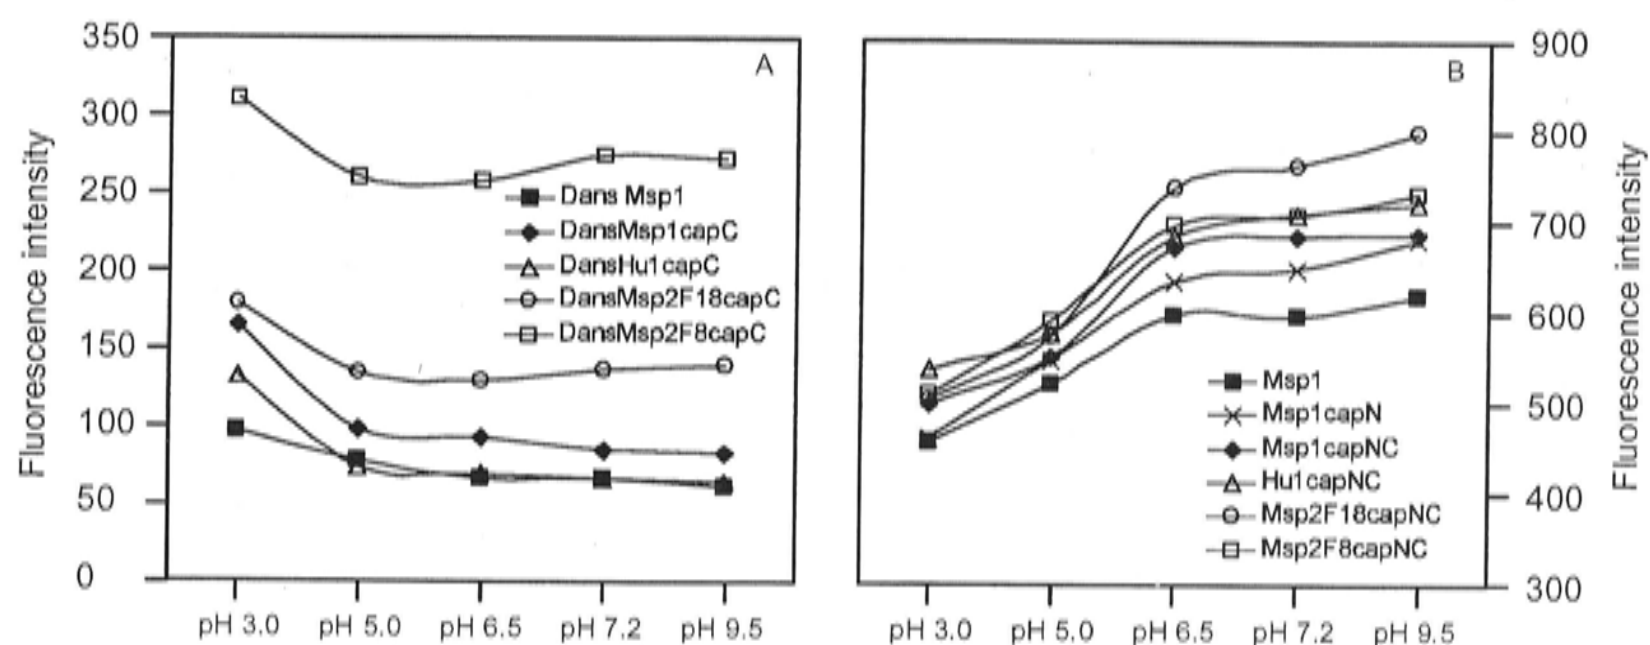 Fluorescence intensity
350
300
250
200
150
100
50
0
A
Dans Msp1
DansMsp1capC
DansHu1capC
DansMsp2F18capC
DansMsp2F8capC
pH 3.0 pH 5.0 pH 6.5 pH 7.2 pH 9.5
B
Msp1
Msp1capN
Msp1capNC
Hu1capNC
Msp2F18capNC
Msp2F8capNC
pH 3.0 pH 5.0 pH 6.5 pH 7.2 pH 9.5
900
800
700
600
500
400
300
Fluorescence intensity